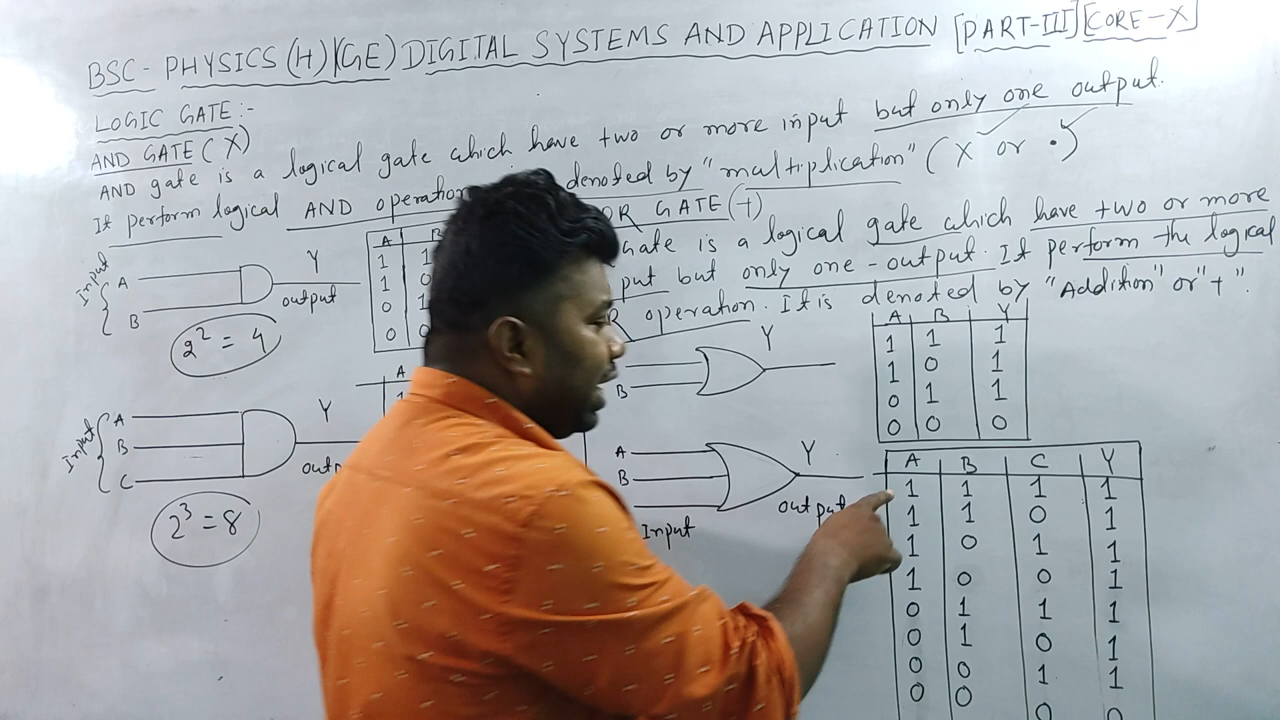 BSC- PHYSICS (H)(GE) DIGITAL SYSTEMS AND APPLICATION [PART-III][CORE-X]
LOGIC GATE:-
AND GATE (X)
AND gate is a logical gate which have two or more input but only one output.
It perform logical AND operation denoted by "multiplication" (X or .)
Input
A
B
Y
output
2² = 4
A B
1 1
1 0
0 1
0 0
Input
A
B
C
Y
2³ = 8
A
OR GATE (+)
Gate is a logical gate which have two or more
put but only one-output. It perform the logical
operation. It is denoted by "Addition" or "+".
B
Y
A B Y
1 1 1
1 0 1
0 1 1
0 0 0
A
B
Input
Y
output
A B C Y
1 1 1 1
1 1 0 1
1 0 1 1
1 0 0 1
0 1 1 1
0 1 0 1
0 0 1 1
0 0 0 0